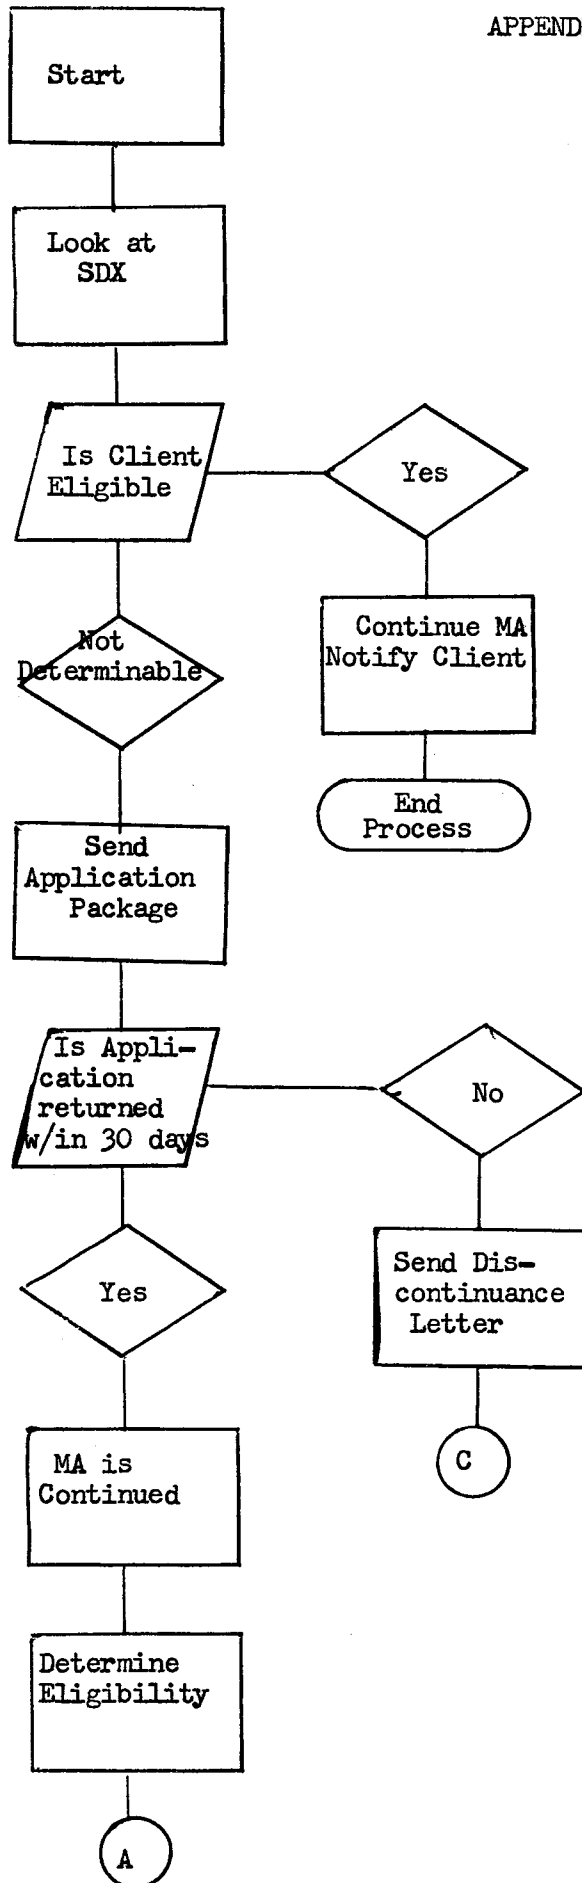 APPEND
Start
Look at
SDX
Is Client
Eligible
Yes
Not
Determinable
Continue MA
Notify Client
End
Process
Send
Application
Package
Is Appli-
cation
returned
w/in 30 days
No
Yes
Send Dis-
continuance
Letter
MA is
Continued
C
Determine
Eligibility
A